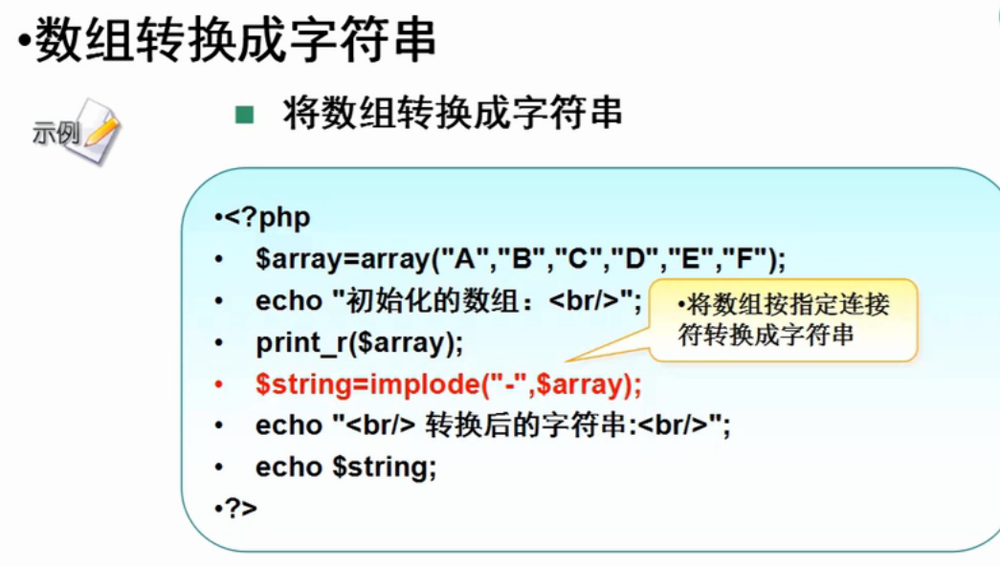 •数组转换成字符串
示例
■ 将数组转换成字符串
•<?php
• $array=array("A","B","C","D","E","F");
• echo "初始化的数组：<br/>";
•将数组按指定连接
符转换成字符串
• print_r($array);
• $string=implode("-",$array);
• echo "<br/> 转换后的字符串:<br/>";
• echo $string;
•?>